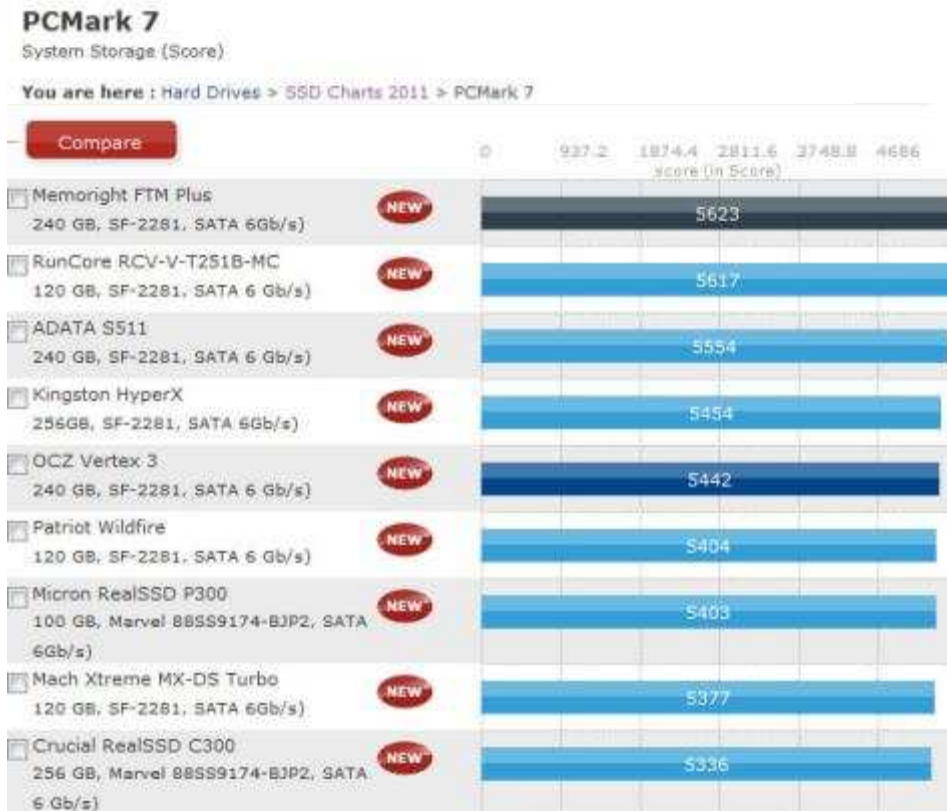 PCMark 7
System Storage (Score)
You are here : Hard Drives > SSD Charts 2011 > PCMark 7
Compare
0 937.2 1874.4 2811.6 3748.8 4686
score (in Score)
Memoright FTM Plus
NEW
240 GB, SF-2281, SATA 6Gb/s)
5623
RunCore RCV-V-T251B-MC
NEW
120 GB, SF-2281, SATA 6 Gb/s)
5617
ADATA S511
NEW
240 GB, SF-2281, SATA 6 Gb/s)
5554
Kingston HyperX
NEW
256GB, SF-2281, SATA 6Gb/s)
5454
OCZ Vertex 3
NEW
240 GB, SF-2281, SATA 6 Gb/s)
5442
Patriot Wildfire
NEW
120 GB, SF-2281, SATA 6 Gb/s)
5404
Micron RealSSD P300
NEW
100 GB, Marvel 88SS9174-BJP2, SATA
6Gb/s)
5403
Mach Xtreme MX-DS Turbo
NEW
120 GB, SF-2281, SATA 6Gb/s)
5377
Crucial RealSSD C300
NEW
256 GB, Marvel 88SS9174-BJP2, SATA
6 Gb/s)
5336